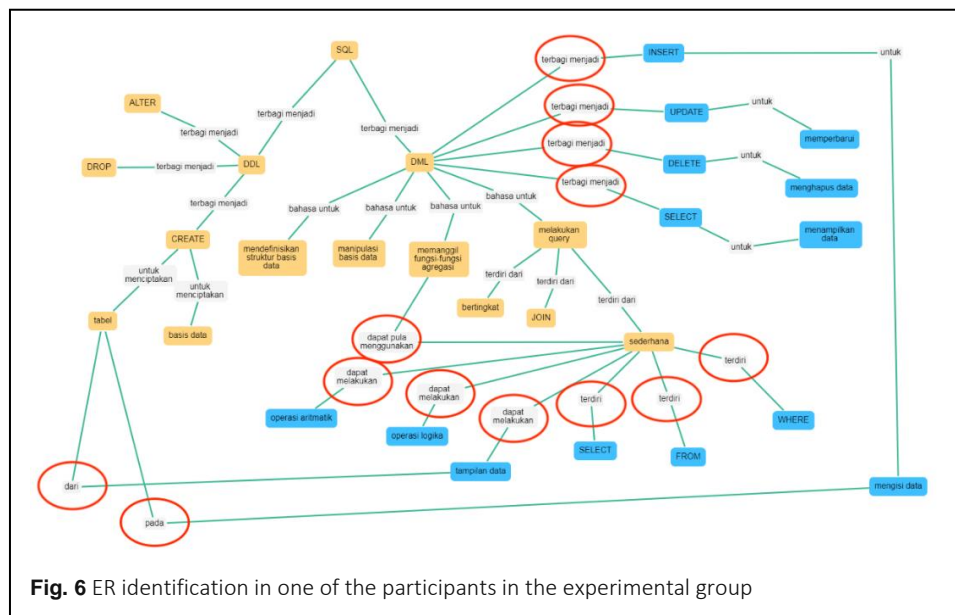 SQL
terbagi menjadi
INSERT
untuk
ALTER
terbagi menjadi
terbagi menjadi
UPDATE
untuk
terbagi menjadi
terbagi menjadi
DML
terbagi menjadi
memperbarui
DROP
terbagi menjadi
DDL
DELETE
untuk
terbagi menjadi
menghapus data
terbagi menjadi
bahasa untuk
bahasa untuk
bahasa untuk
bahasa untuk
SELECT
CREATE
mendefinisikan
struktur basis
data
manipulasi
basis data
memanggil
fungsi-fungsi
agregasi
melakukan
query
untuk
menampilkan
data
untuk
menciptakan
untuk
menciptakan
terdiri dari
terdiri dari
terdiri dari
bertingkat
JOIN
tabel
basis data
dapat pula
menggunakan
sederhana
terdiri
dapat
melakukan
dapat
melakukan
dapat
melakukan
terdiri
terdiri
operasi aritmatik
operasi logika
SELECT
FROM
WHERE
tampilan data
dari
mengisi data
pada
Fig. 6 ER identification in one of the participants in the experimental group